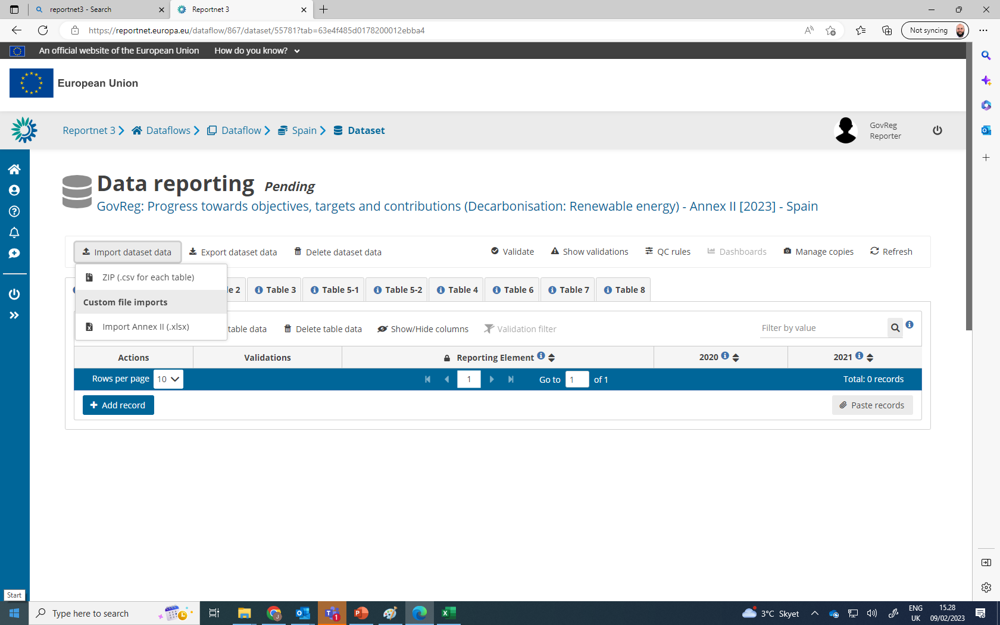 reportnet3 - Search
Reportnet 3
https://reportnet.europa.eu/dataflow/867/dataset/55781?tab=63e4f485d0178200012ebba4
Not syncing
An official website of the European Union
How do you know?
European Union
Reportnet 3
Dataflows
Dataflow
Spain
Dataset
GovReg
Reporter
Data reporting
Pending
GovReg: Progress towards objectives, targets and contributions (Decarbonisation: Renewable energy) - Annex II [2023] - Spain
Import dataset data
Export dataset data
Delete dataset data
Validate
Show validations
QC rules
Dashboards
Manage copies
Refresh
ZIP (.csv for each table)
Custom file imports
Import Annex II (.xlsx)
le 2
Table 3
Table 5-1
Table 5-2
Table 4
Table 6
Table 7
Table 8
table data
Delete table data
Show/Hide columns
Validation filter
Filter by value
Actions
Validations
Reporting Element
2020
2021
Rows per page
10
1
Go to
1
of 1
Total: 0 records
Add record
Paste records
Start
Type here to search
1
3°C Skyet
ENG
UK
15.28
09/02/2023